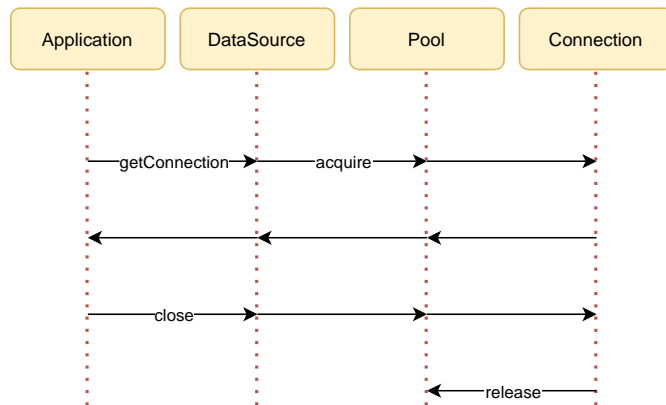 Application
DataSource
Pool
Connection
getConnection
acquire
close
release